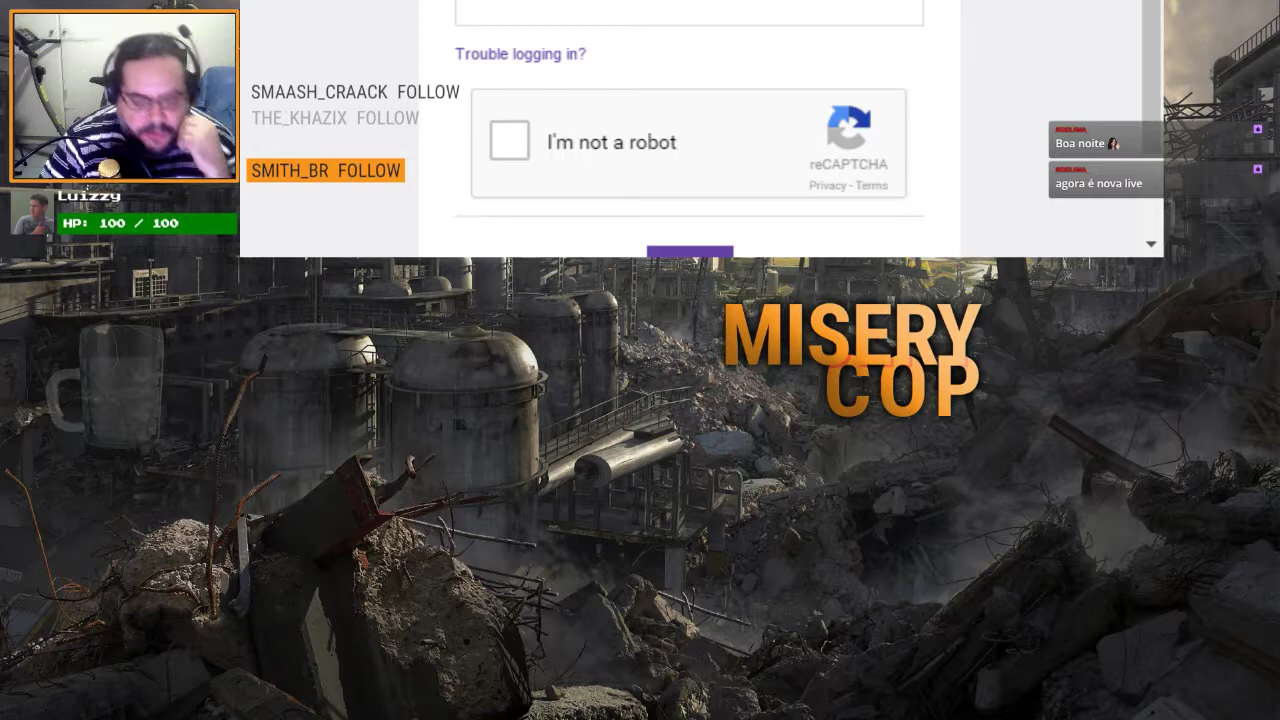 Trouble logging in?
SMAASH_CRAACK FOLLOW
THE_KHAZIX FOLLOW
SMITH_BR FOLLOW
I'm not a robot
reCAPTCHA
Privacy - Terms
Boa noite
agora é nova live
Luizzy
HP: 100 / 100
MISERY
COP